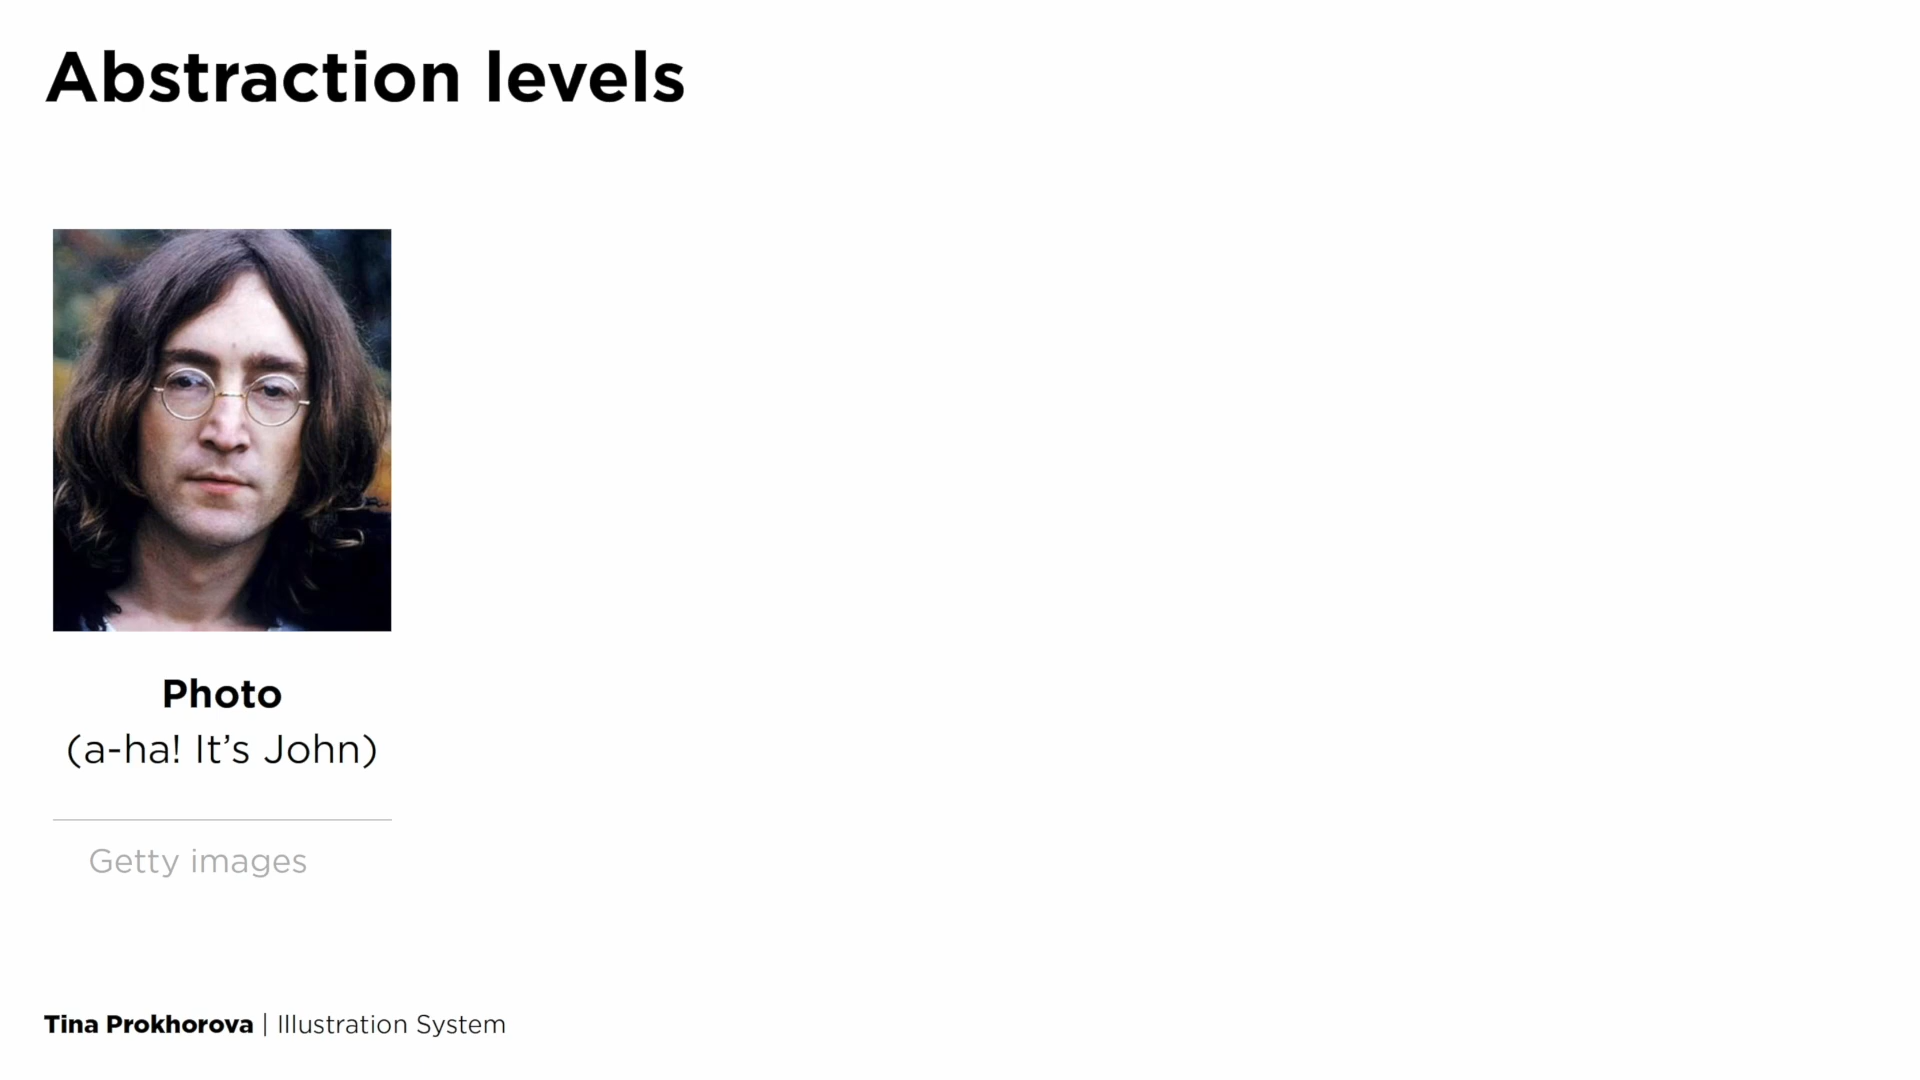 Abstraction levels
Photo
(a-ha! It’s John)
Getty images
Tina Prokhorova | Illustration System